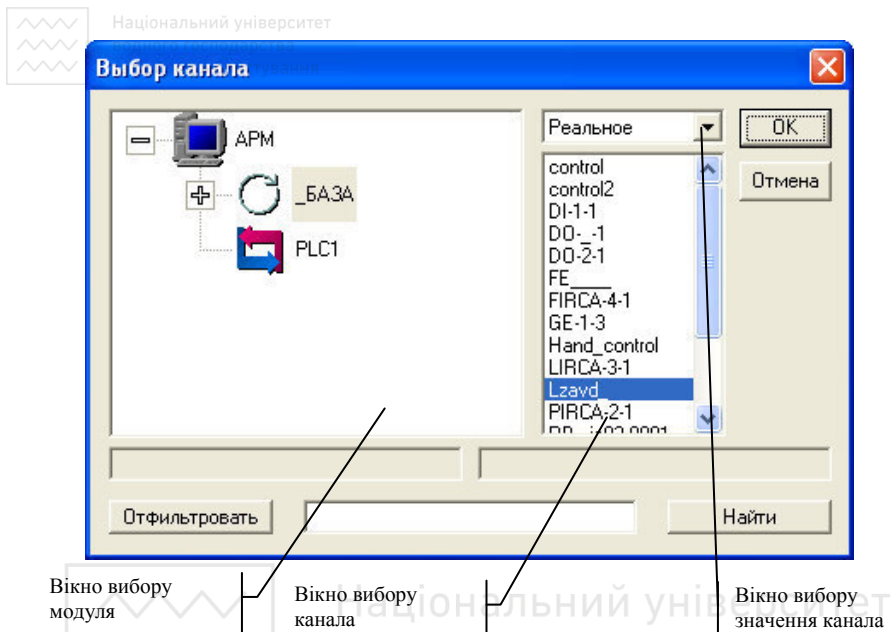 Національний університет
Выбор канала
АРМ
_БАЗА
PLC1
Реальное
control
control2
DI-1-1
DO-_-1
DO-2-1
FE____
FIRCA-4-1
GE-1-3
Hand_control
LIRCA-3-1
Lzavd_
PIRCA-2-1
OK
Отмена
Отфильтровать
Найти
Вікно вибору
модуля
Вікно вибору
канала
Вікно вибору
значення канала
Національний університет